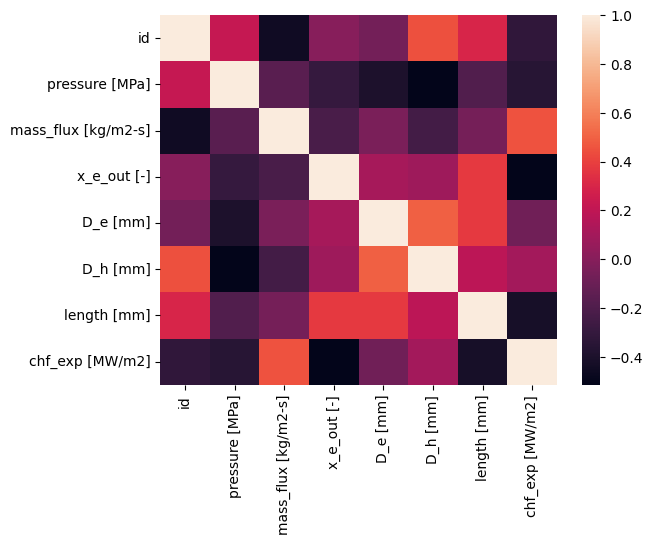 id
pressure [MPa]
mass_flux [kg/m2-s]
x_e_out [-]
D_e [mm]
D_h [mm]
length [mm]
chf_exp [MW/m2]
id
pressure [MPa]
mass_flux [kg/m2-s]
x_e_out [-]
D_e [mm]
D_h [mm]
length [mm]
chf_exp [MW/m2]
1.0
0.8
0.6
0.4
0.2
0.0
−0.2
−0.4